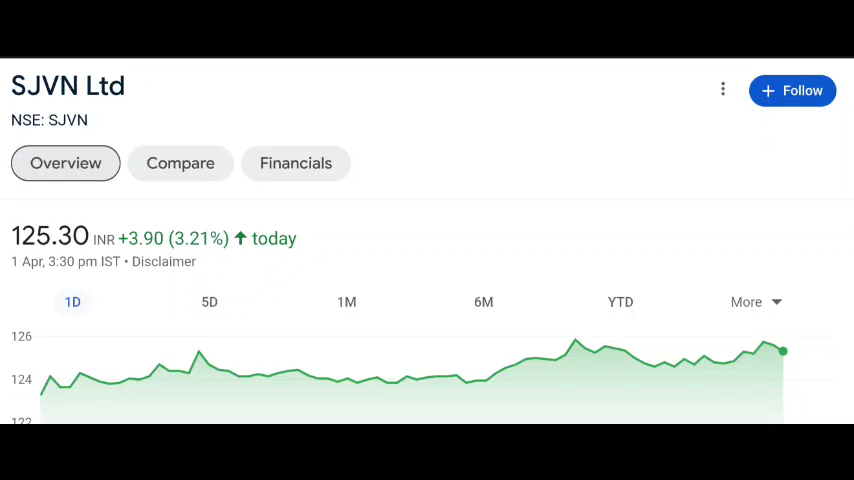 SJVN Ltd
+ Follow
NSE: SJVN
Overview Compare Financials
125.30 INR +3.90 (3.21%) ↑ today
1 Apr, 3:30 pm IST • Disclaimer
1D 5D 1M 6M YTD More
126
124
122